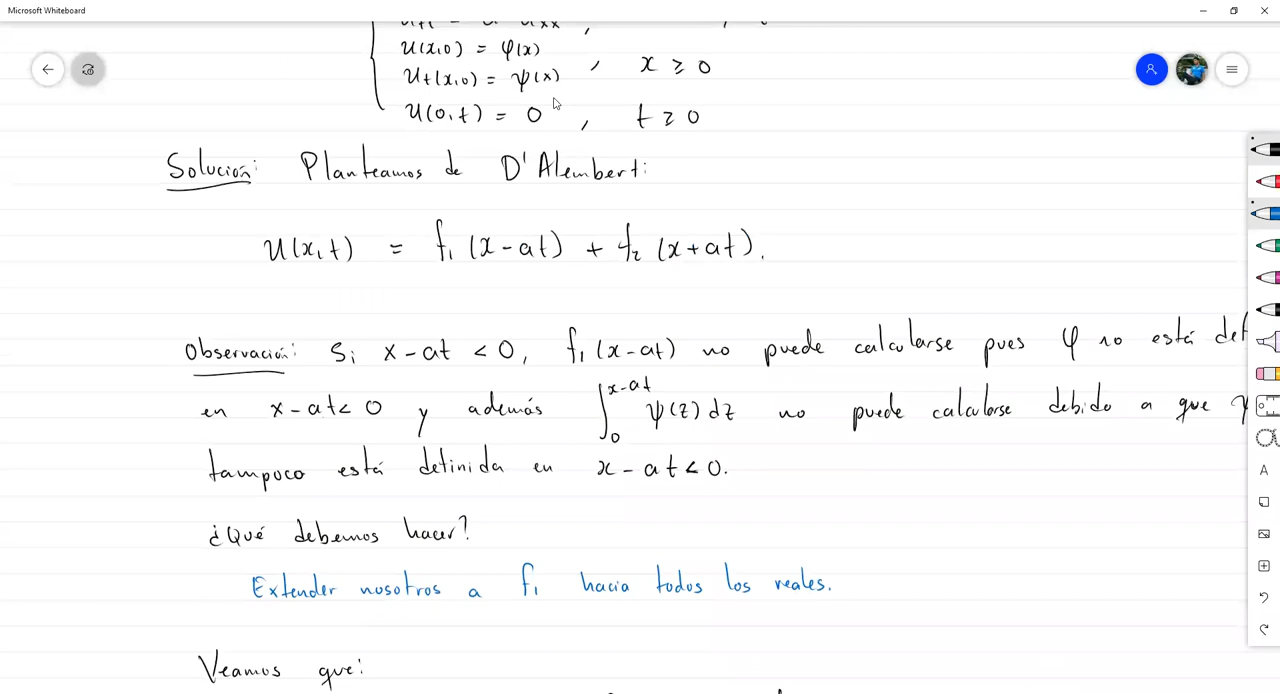 Microsoft Whiteboard
u(x,0) = φ(x)
u_t(x,0) = ψ(x) , x ≥ 0
u(0,t) = 0 , t ≥ 0
Solución: Planteamos de D'Alembert:
u(x,t) = f₁(x-at) + f₂(x+at).
Observación: Si x-at < 0, f₁(x-at) no puede calcularse pues φ no está def
en x-at < 0 y además ∫₀^{x-at} ψ(z) dz no puede calcularse debido a que
tampoco está definida en x-at < 0.
¿Qué debemos hacer?
Extender nosotros a f₁ hacia todos los reales.
Veamos que: